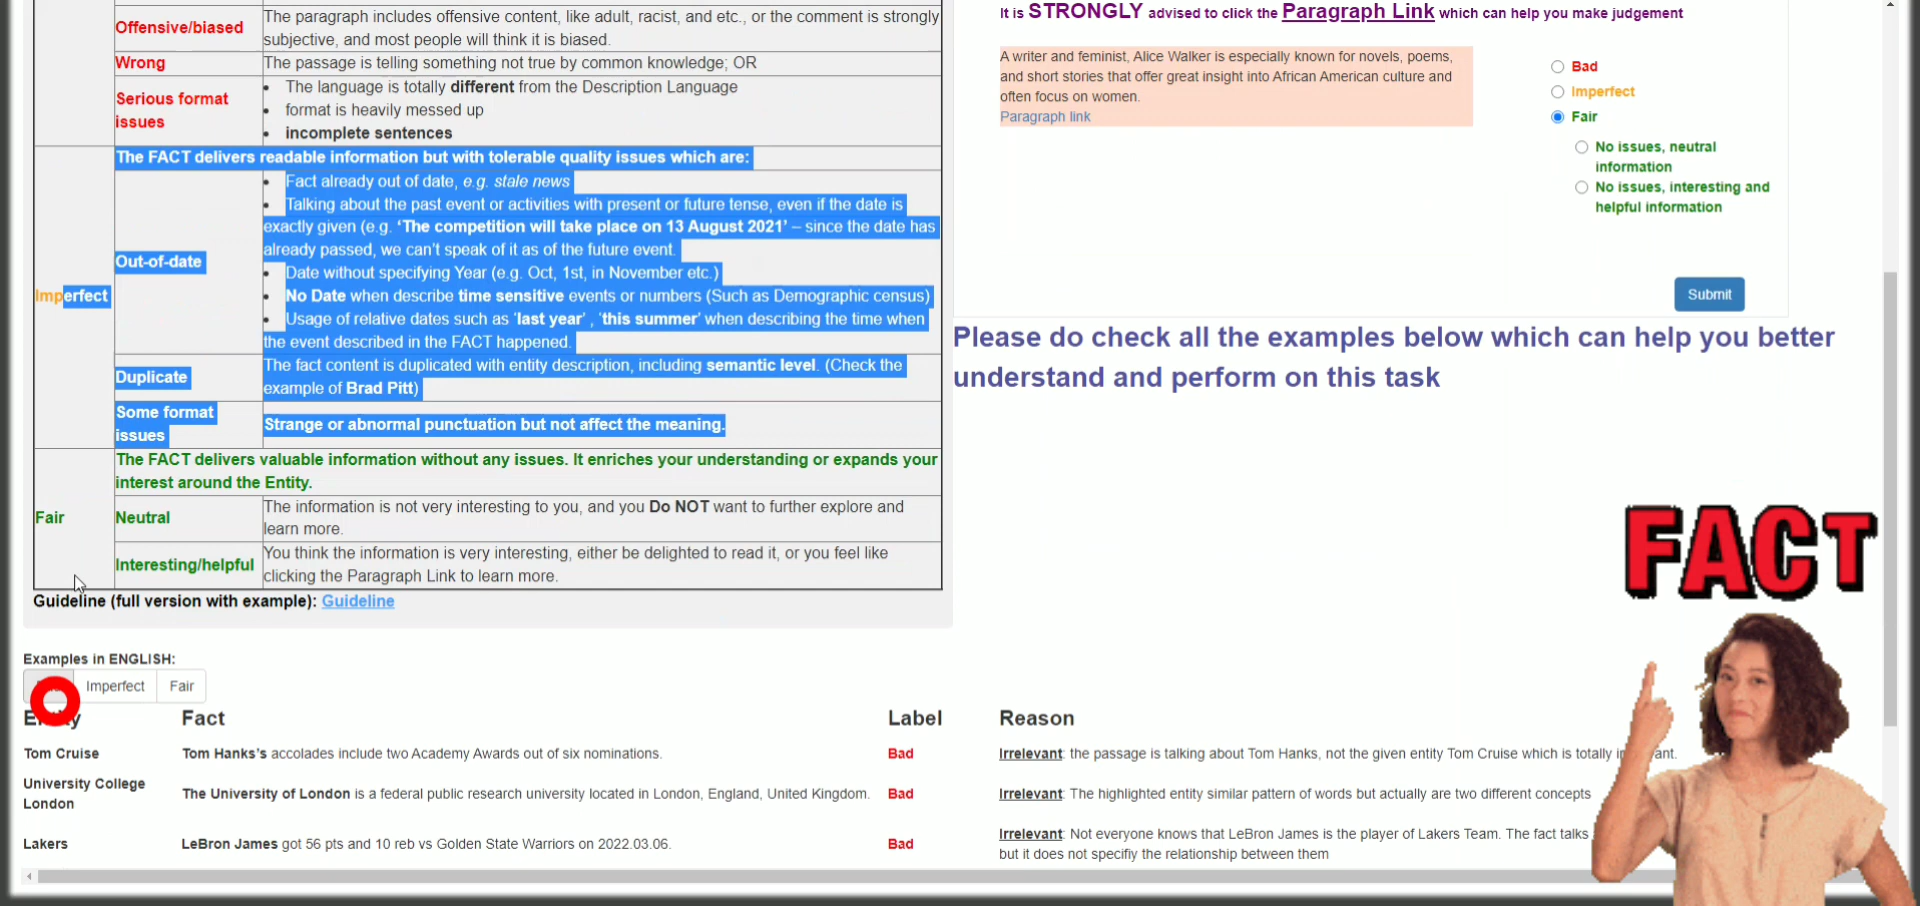 Offensive/biased
The paragraph includes offensive content, like adult, racist, and etc., or the comment is strongly
subjective, and most people will think it is biased.
Wrong
The passage is telling something not true by common knowledge; OR
Serious format
issues
The language is totally different from the Description Language
format is heavily messed up
incomplete sentences
Imperfect
The FACT delivers readable information but with tolerable quality issues which are:
Out-of-date
Fact already out of date, e.g. stale news
Talking about the past event or activities with present or future tense, even if the date is
exactly given (e.g. ‘The competition will take place on 13 August 2021’ – since the date has
already passed, we can’t speak of it as of the future event.
Date without specifying Year (e.g. Oct, 1st, in November etc.)
No Date when describe time sensitive events or numbers (Such as Demographic census)
Usage of relative dates such as ‘last year’ , ‘this summer’ when describing the time when
the event described in the FACT happened.
Duplicate
The fact content is duplicated with entity description, including semantic level. (Check the
example of Brad Pitt)
Some format
issues
Strange or abnormal punctuation but not affect the meaning.
Fair
The FACT delivers valuable information without any issues. It enriches your understanding or expands your
interest around the Entity.
Neutral
The information is not very interesting to you, and you Do NOT want to further explore and
learn more.
Interesting/helpful
You think the information is very interesting, either be delighted to read it, or you feel like
clicking the Paragraph Link to learn more.
Guideline (full version with example): Guideline
It is STRONGLY advised to click the Paragraph Link which can help you make judgement
A writer and feminist, Alice Walker is especially known for novels, poems,
and short stories that offer great insight into African American culture and
often focus on women.
Paragraph link
Bad
Imperfect
Fair
No issues, neutral
information
No issues, interesting and
helpful information
Submit
Please do check all the examples below which can help you better
understand and perform on this task
FACT
Examples in ENGLISH:
Imperfect Fair
Fact Label Reason
Tom Cruise
Tom Hanks's accolades include two Academy Awards out of six nominations.
Bad
Irrelevant: the passage is talking about Tom Hanks, not the given entity Tom Cruise which is totally
University College
London
The University of London is a federal public research university located in London, England, United Kingdom.
Bad
Irrelevant: The highlighted entity similar pattern of words but actually are two different concepts
Lakers
LeBron James got 56 pts and 10 reb vs Golden State Warriors on 2022.03.06.
Bad
Irrelevant: Not everyone knows that LeBron James is the player of Lakers Team. The fact talks
but it does not specifiy the relationship between them